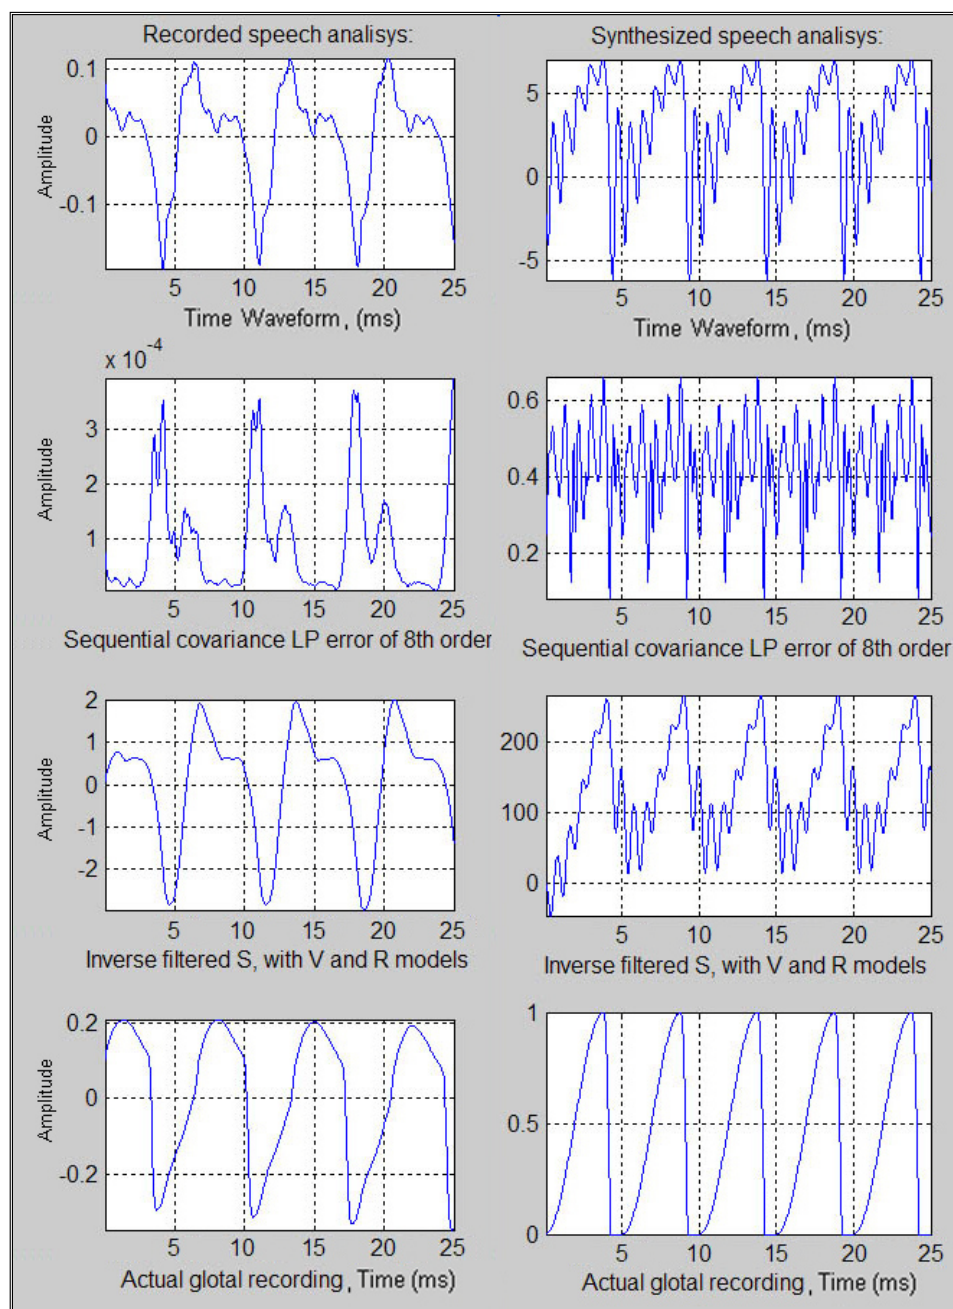 Recorded speech analisys:
Synthesized speech analisys:
0.1
0
-0.1
Amplitude
5 10 15 20 25
Time Waveform, (ms)
5
0
-5
5 10 15 20 25
Time Waveform, (ms)
x 10-4
3
2
1
Amplitude
5 10 15 20 25
Sequential covariance LP error of 8th order
0.6
0.4
0.2
5 10 15 20 25
Sequential covariance LP error of 8th order
2
1
0
-1
-2
Amplitude
5 10 15 20 25
Inverse filtered S, with V and R models
200
100
0
5 10 15 20 25
Inverse filtered S, with V and R models
0.2
0
-0.2
Amplitude
5 10 15 20 25
Actual glotal recording, Time (ms)
1
0.5
0
5 10 15 20 25
Actual glotal recording, Time (ms)